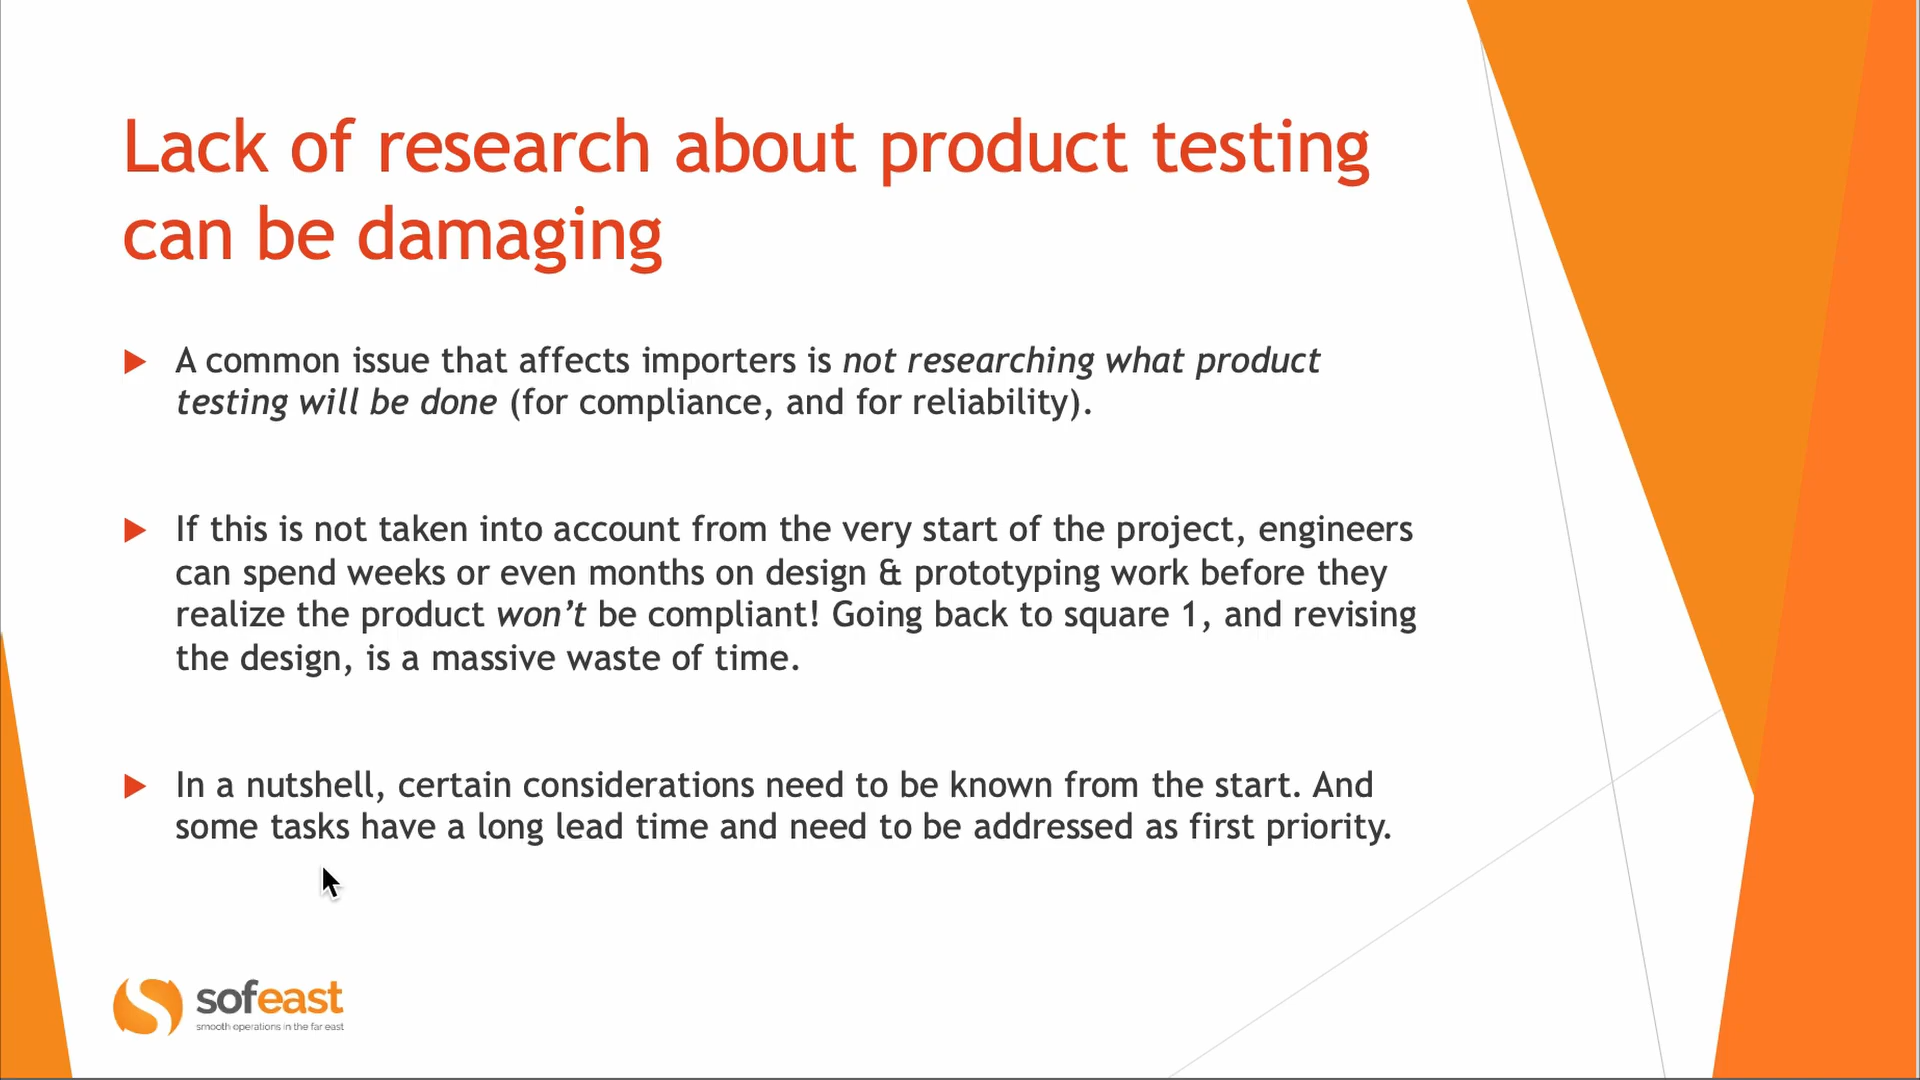 Lack of research about product testing
can be damaging
A common issue that affects importers is not researching what product
testing will be done (for compliance, and for reliability).
If this is not taken into account from the very start of the project, engineers
can spend weeks or even months on design & prototyping work before they
realize the product won’t be compliant! Going back to square 1, and revising
the design, is a massive waste of time.
In a nutshell, certain considerations need to be known from the start. And
some tasks have a long lead time and need to be addressed as first priority.
sofeast
smooth operations in the far east